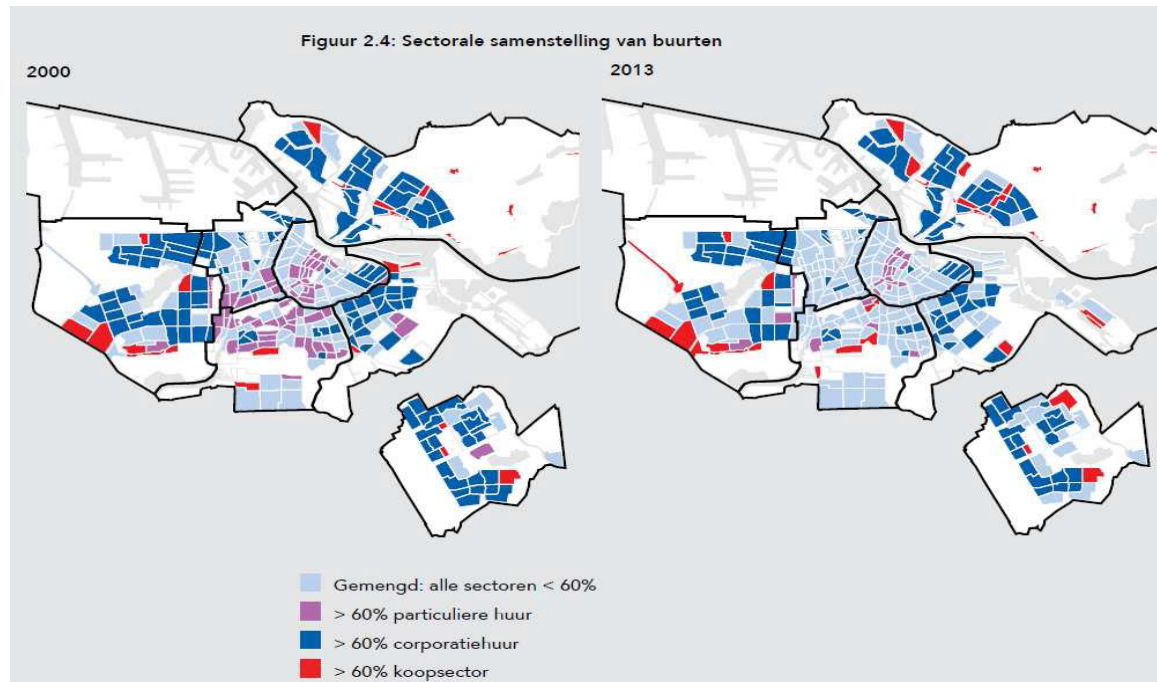 Figuur 2.4: Sectorale samenstelling van buurten
2000
2013
Gemengd: alle sectoren < 60%
> 60% particuliere huur
> 60% corporatiehuur
> 60% koopsector